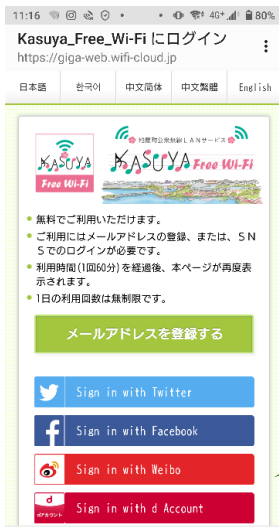 11:16 4G+ 80%
Kasuya_Free_Wi-Fi にログイン
https://giga-web.wifi-cloud.jp
日本語 한국어 中文简体 中文繁體 English
粕屋町公衆無線LANサービス
KASUYA Free Wi-Fi
KASUYA
Free Wi-Fi
無料でご利用いただけます。
ご利用にはメールアドレスの登録、または、SN
Sでのログインが必要です。
利用時間(1回60分)を経過後、本ページが再度表
示されます。
1日の利用回数は無制限です。
メールアドレスを登録する
Sign in with Twitter
f Sign in with Facebook
Sign in with Weibo
d
dアカウント
Sign in with d Account